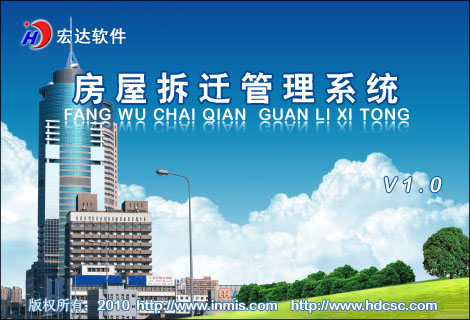 宏达软件
房屋拆迁管理系统
FANG WU CHAI QIAN GUAN LI XI TONG
V 1 . 0
版权所有: 2010 http://www.inmis.com http://www.hdcsc.com